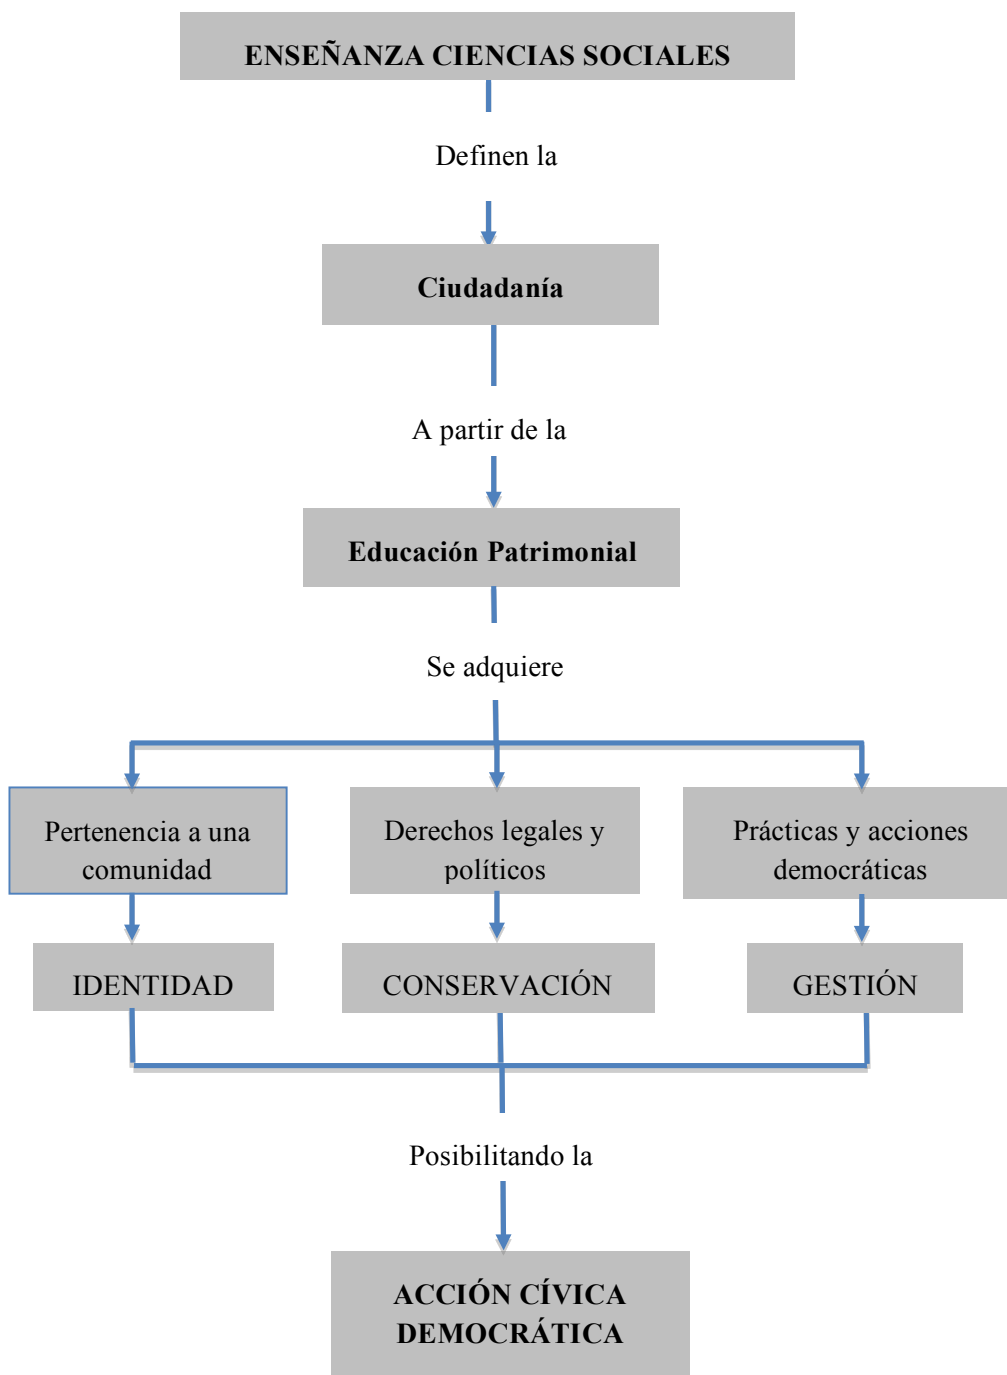 ENSEÑANZA CIENCIAS SOCIALES
Definen la
Ciudadanía
A partir de la
Educación Patrimonial
Se adquiere
Pertenencia a una
comunidad
Derechos legales y
políticos
Prácticas y acciones
democráticas
IDENTIDAD
CONSERVACIÓN
GESTIÓN
Posibilitando la
ACCIÓN CÍVICA
DEMOCRÁTICA